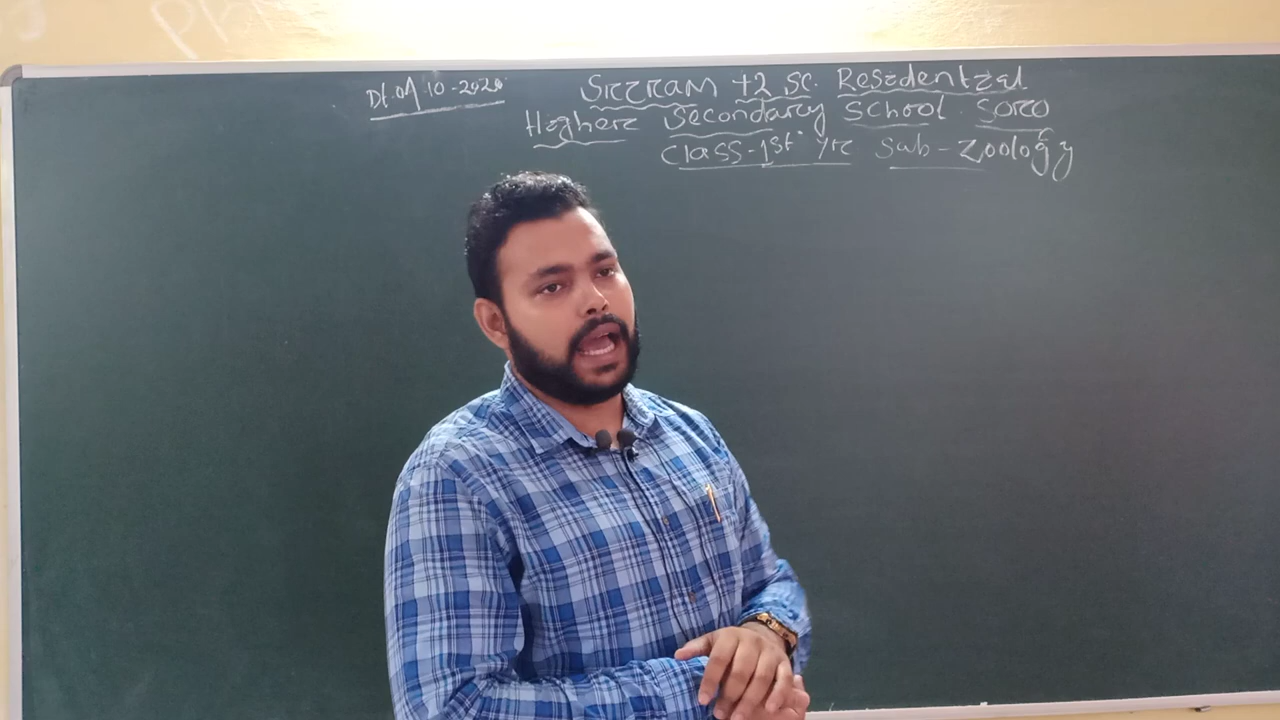 Dt.09.10-2020
SRIRAM +2 SC. Residential
Higher Secondary School SORO
Class-1st Yr Sub-Zoology